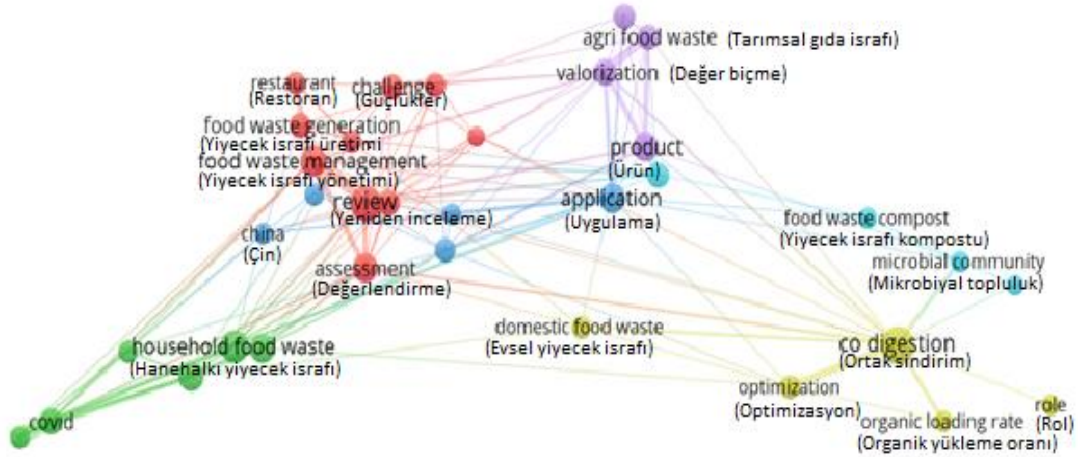 agri food waste (Tarımsal gıda israfı)
valorization (Değer biçme)
restaurant
(Restoran)
challenge
(Güçlükler)
food waste generation
(Yiyecek israfı üretimi
food waste management
(Yiyecek israfı yönetimi)
product
(Ürün)
review
(Yeniden inceleme)
application
(Uygulama)
food waste compost
(Yiyecek israfı kompostu)
china
(Çin)
microbial community
(Mikrobiyal topluluk)
assessment
(Değerlendirme)
domestic food waste
(Evsel yiyecek israfı)
household food waste
(Hanehalkı yiyecek israfı)
co digestion
(Ortak sindirim)
optimization
(Optimizasyon)
role
(Rol)
covid
organic loading rate
(Organik yükleme oranı)